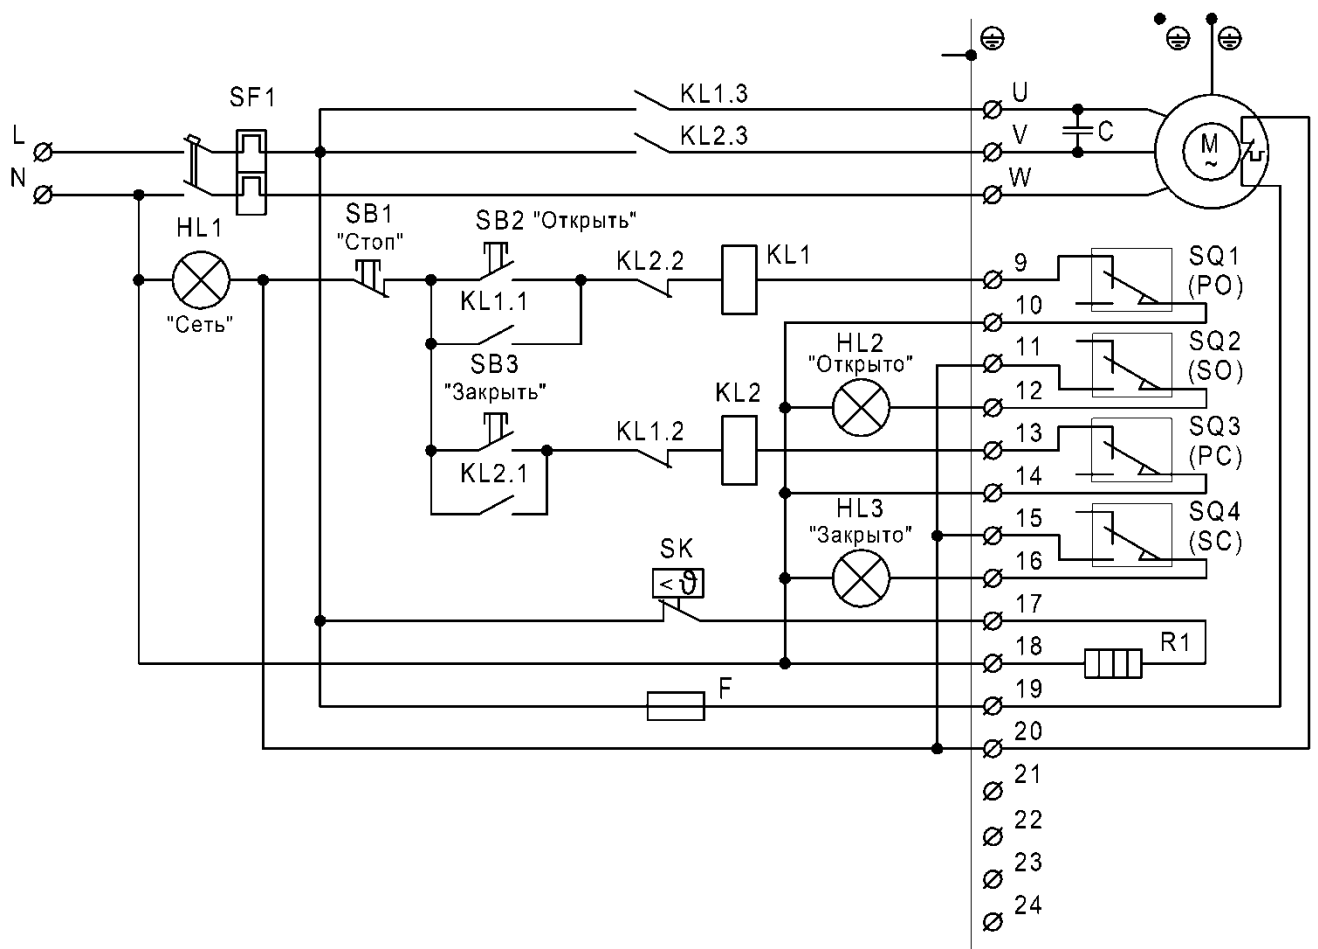 SF1
KL1.3
U
L
KL2.3
V
C
M
~
N
W
HL1
SB1
"Стоп"
SB2 "Открыть"
KL2.2
KL1
9
SQ1
(PO)
KL1.1
"Сеть"
10
HL2
"Открыто"
11
SQ2
(SO)
SB3
"Закрыть"
KL2
12
KL1.2
13
SQ3
(PC)
KL2.1
14
HL3
"Закрыто"
15
SQ4
(SC)
SK
16
< ϑ
17
18
R1
F
19
20
21
22
23
24